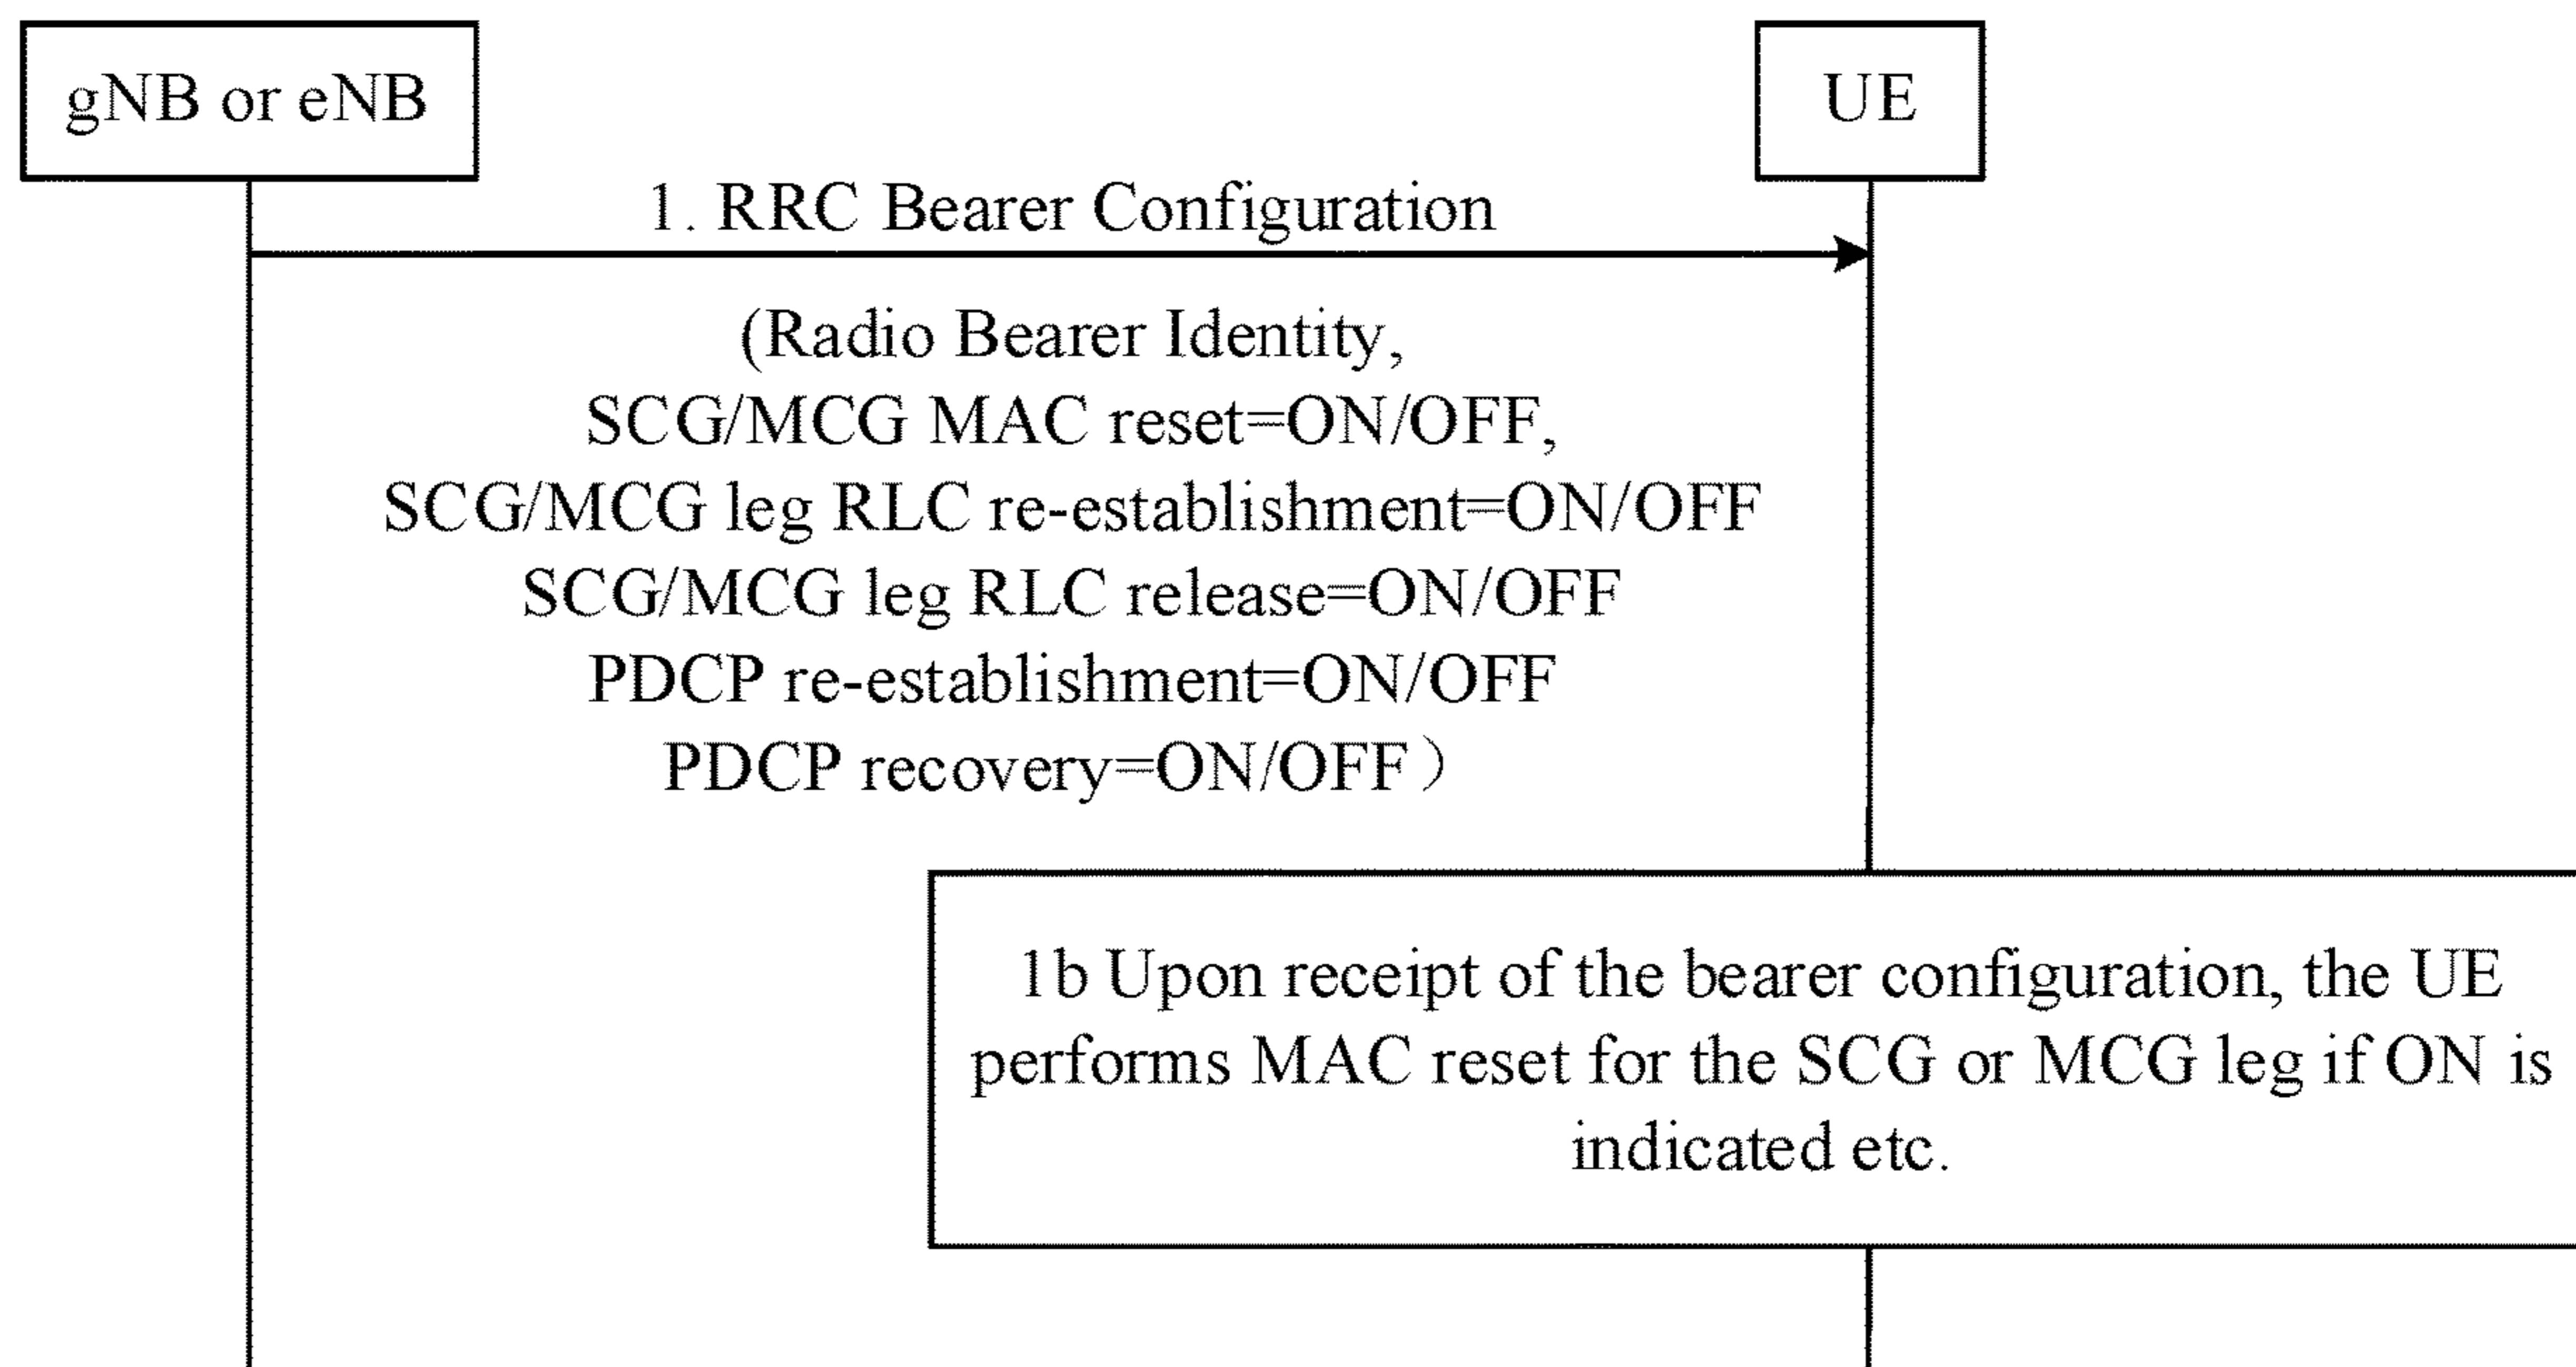 gNB or eNB
UE
1. RRC Bearer Configuration
(Radio Bearer Identity,
SCG/MCG MAC reset=ON/OFF,
SCG/MCG leg RLC re-establishment=ON/OFF
SCG/MCG leg RLC release=ON/OFF
PDCP re-establishment=ON/OFF
PDCP recovery=ON/OFF）
1b Upon receipt of the bearer configuration, the UE
performs MAC reset for the SCG or MCG leg if ON is
indicated etc.